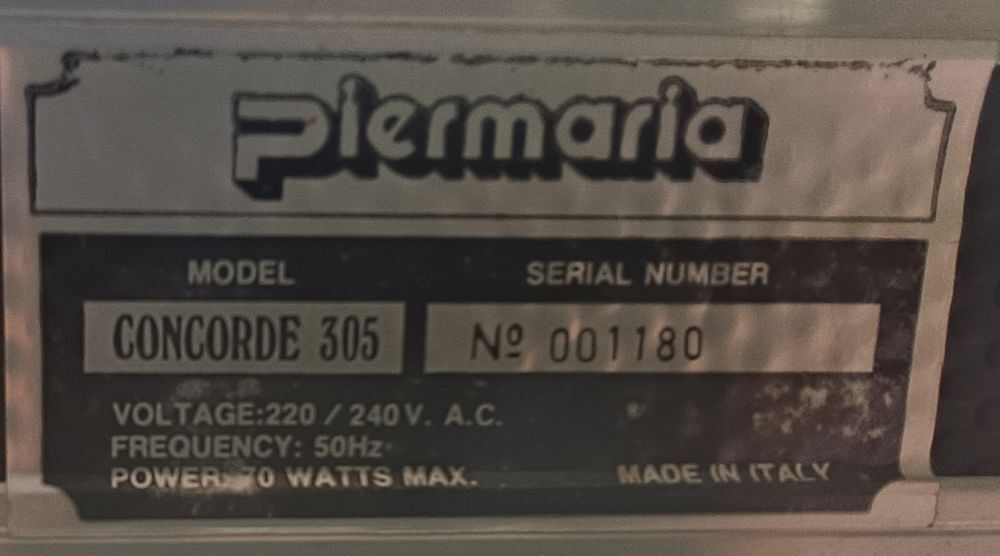 Piermaria
MODEL
SERIAL NUMBER
CONCORDE 305
Nº 001180
VOLTAGE:220 / 240V. A.C.
FREQUENCY: 50Hz
POWER: 70 WATTS MAX.
MADE IN ITALY